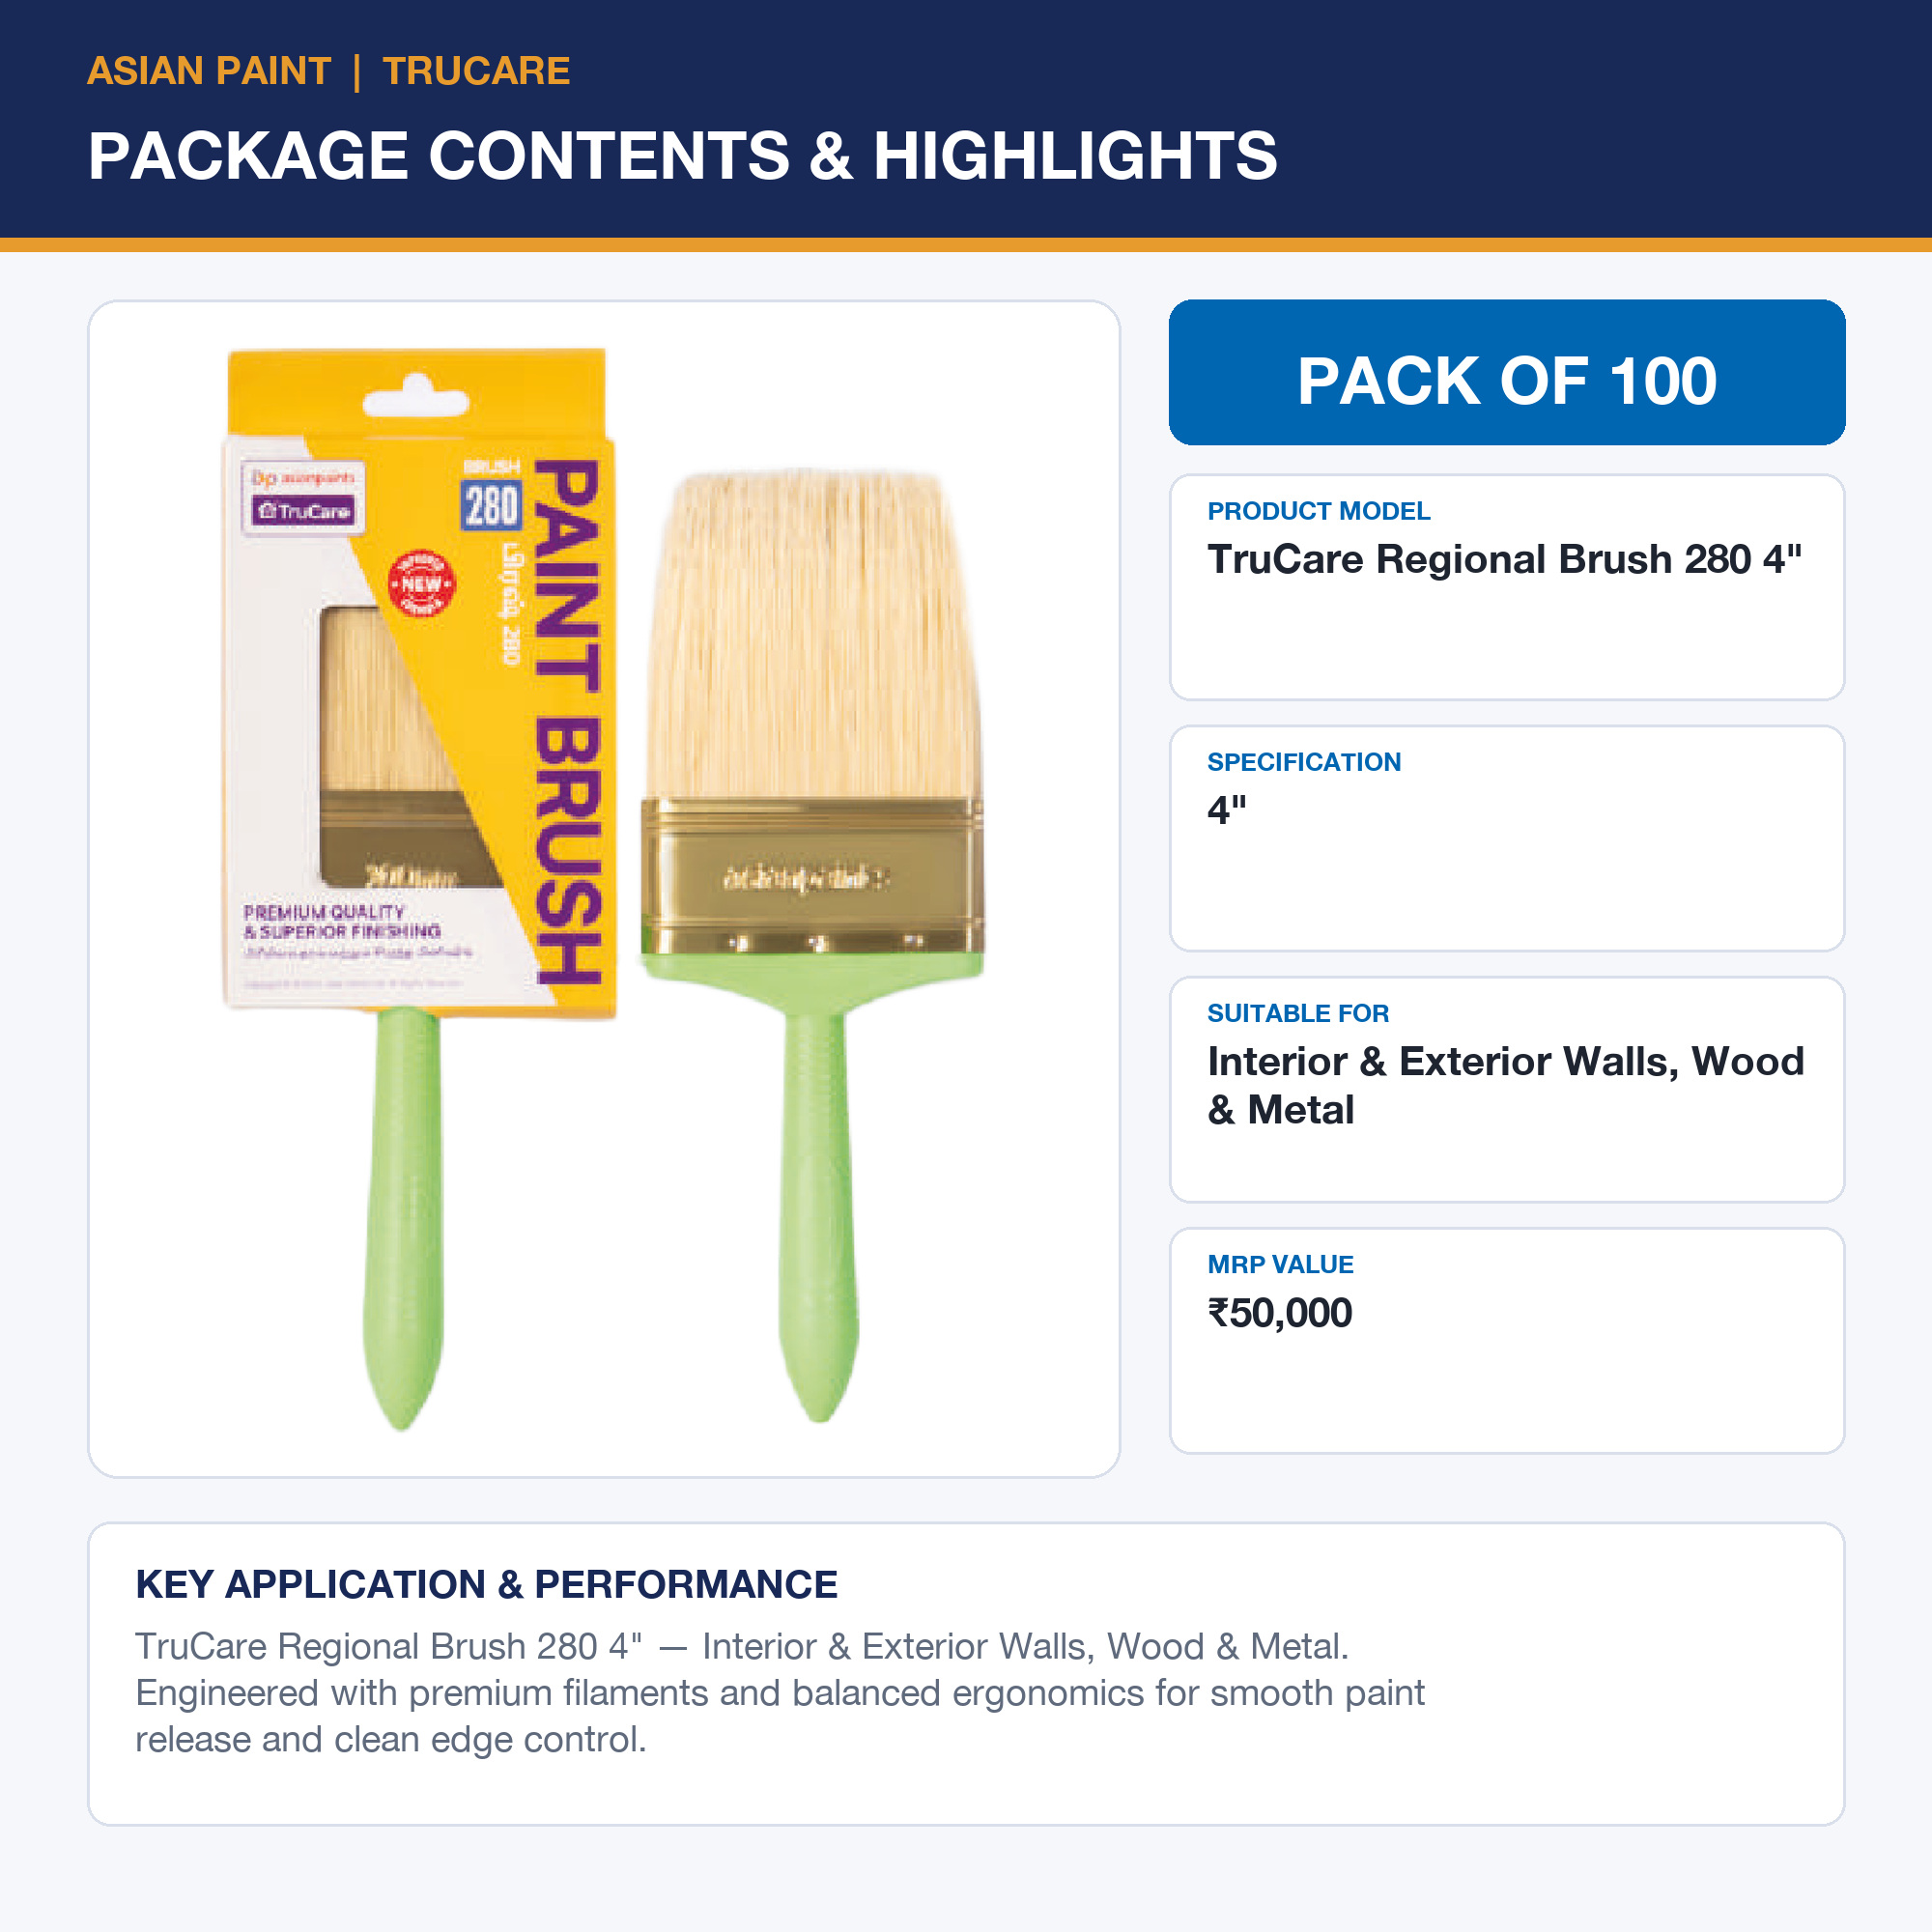 ASIAN PAINT | TRUCARE
PACKAGE CONTENTS & HIGHLIGHTS
asianpaints
TruCare
BRUSH
280
NEW
PAINT BRUSH
PREMIUM QUALITY
& SUPERIOR FINISHING
PACK OF 100
PRODUCT MODEL
TruCare Regional Brush 280 4"
SPECIFICATION
4"
SUITABLE FOR
Interior & Exterior Walls, Wood
& Metal
MRP VALUE
₹50,000
KEY APPLICATION & PERFORMANCE
TruCare Regional Brush 280 4" — Interior & Exterior Walls, Wood & Metal.
Engineered with premium filaments and balanced ergonomics for smooth paint
release and clean edge control.